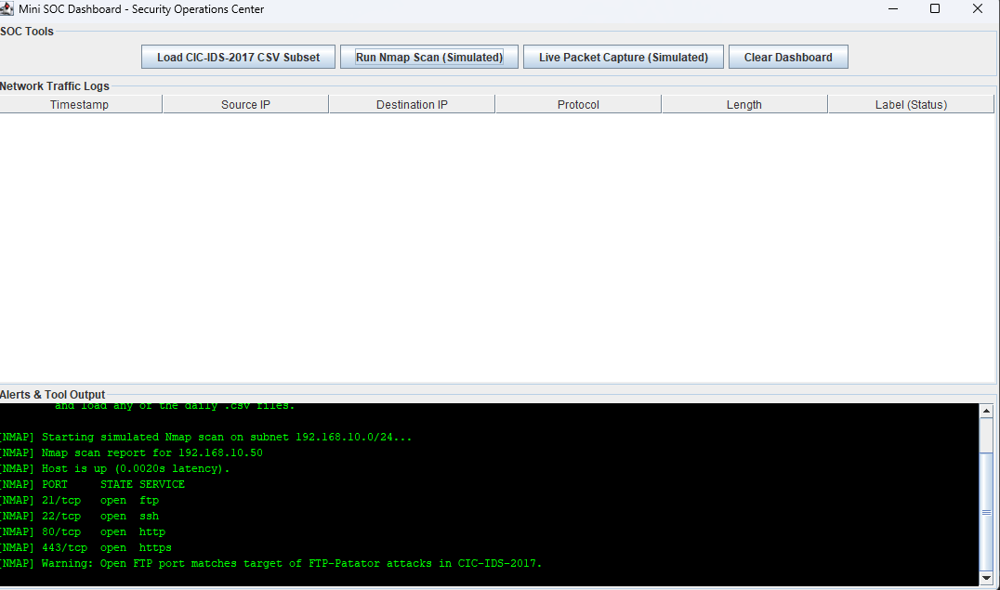 Mini SOC Dashboard - Security Operations Center
SOC Tools
Load CIC-IDS-2017 CSV Subset Run Nmap Scan (Simulated) Live Packet Capture (Simulated) Clear Dashboard
Network Traffic Logs
Timestamp Source IP Destination IP Protocol Length Label (Status)
Alerts & Tool Output
and load any of the daily .csv files.
[NMAP] Starting simulated Nmap scan on subnet 192.168.10.0/24...
[NMAP] Nmap scan report for 192.168.10.50
[NMAP] Host is up (0.0020s latency).
[NMAP] PORT     STATE SERVICE
[NMAP] 21/tcp   open  ftp
[NMAP] 22/tcp   open  ssh
[NMAP] 80/tcp   open  http
[NMAP] 443/tcp  open  https
[NMAP] Warning: Open FTP port matches target of FTP-Patator attacks in CIC-IDS-2017.